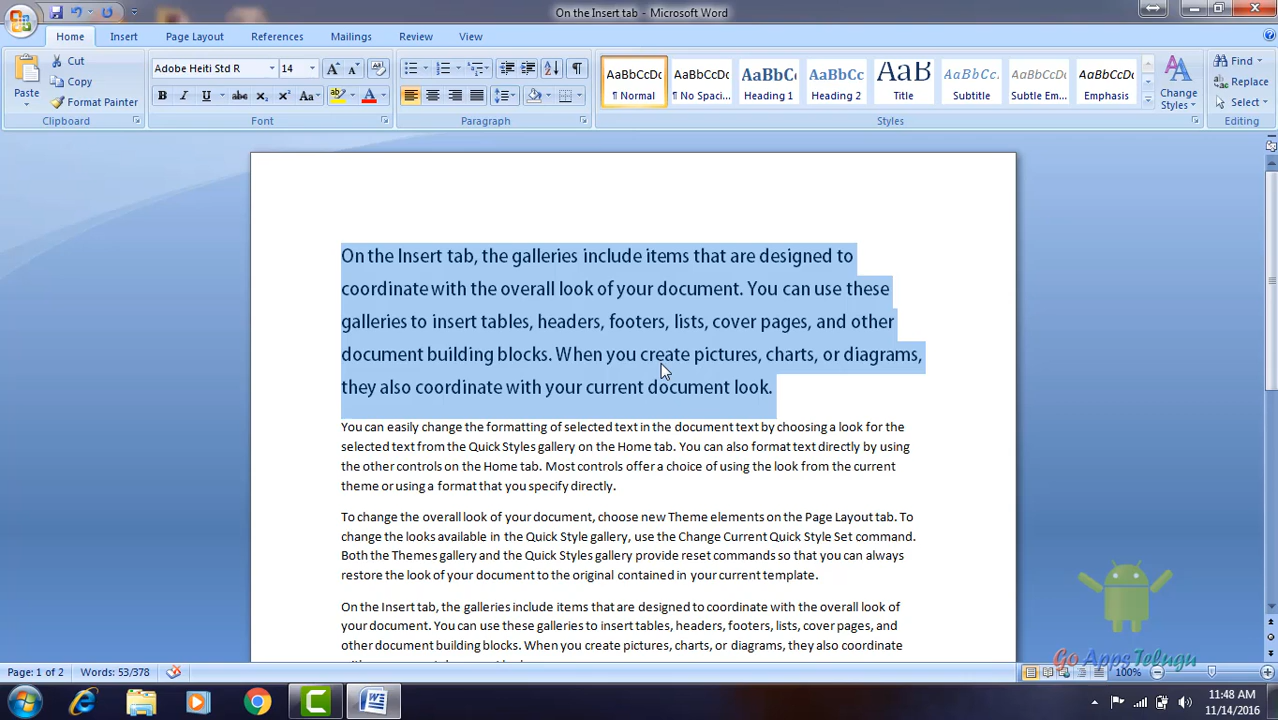 On the Insert tab - Microsoft Word
Home Insert Page Layout References Mailings Review View
Paste
Cut
Copy
Format Painter
Clipboard
Adobe Heiti Std R 14
Font
Paragraph
AaBbCcDc AaBbCcDc AaBbC AaBbCc AaB AaBbCc. AaBbCcDc AaBbCcDc
¶ Normal ¶ No Spaci... Heading 1 Heading 2 Title Subtitle Subtle Em... Emphasis
Change Styles
Styles
Find
Replace
Select
Editing
On the Insert tab, the galleries include items that are designed to
coordinate with the overall look of your document. You can use these
galleries to insert tables, headers, footers, lists, cover pages, and other
document building blocks. When you create pictures, charts, or diagrams,
they also coordinate with your current document look.
You can easily change the formatting of selected text in the document text by choosing a look for the
selected text from the Quick Styles gallery on the Home tab. You can also format text directly by using
the other controls on the Home tab. Most controls offer a choice of using the look from the current
theme or using a format that you specify directly.
To change the overall look of your document, choose new Theme elements on the Page Layout tab. To
change the looks available in the Quick Style gallery, use the Change Current Quick Style Set command.
Both the Themes gallery and the Quick Styles gallery provide reset commands so that you can always
restore the look of your document to the original contained in your current template.
On the Insert tab, the galleries include items that are designed to coordinate with the overall look of
your document. You can use these galleries to insert tables, headers, footers, lists, cover pages, and
other document building blocks. When you create pictures, charts, or diagrams, they also coordinate
Go Apps Telugu
Page: 1 of 2 Words: 53/378 100%
11:48 AM
11/14/2016